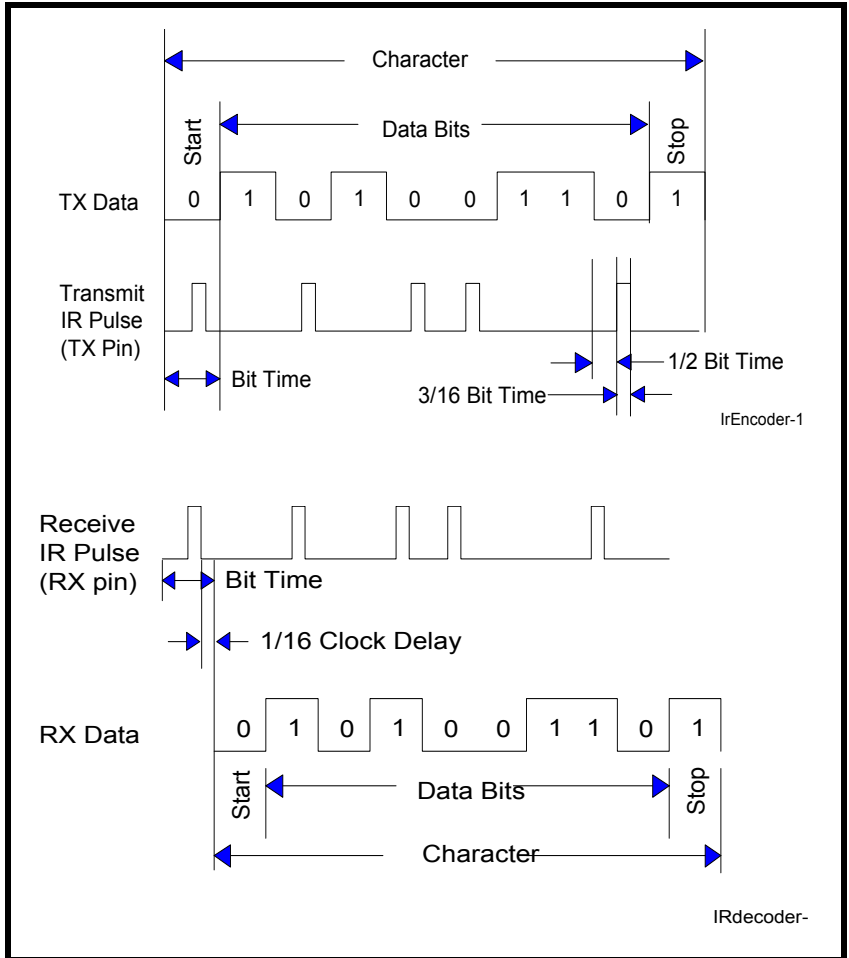 Character
Start
Data Bits
Stop
TX Data 0 1 0 1 0 0 1 1 0 1
Transmit
IR Pulse
(TX Pin)
1/2 Bit Time
Bit Time
3/16 Bit Time
IrEncoder-1
Receive
IR Pulse
(RX pin)
Bit Time
1/16 Clock Delay
RX Data 0 1 0 1 0 0 1 1 0 1
Start
Data Bits
Stop
Character
IRdecoder-